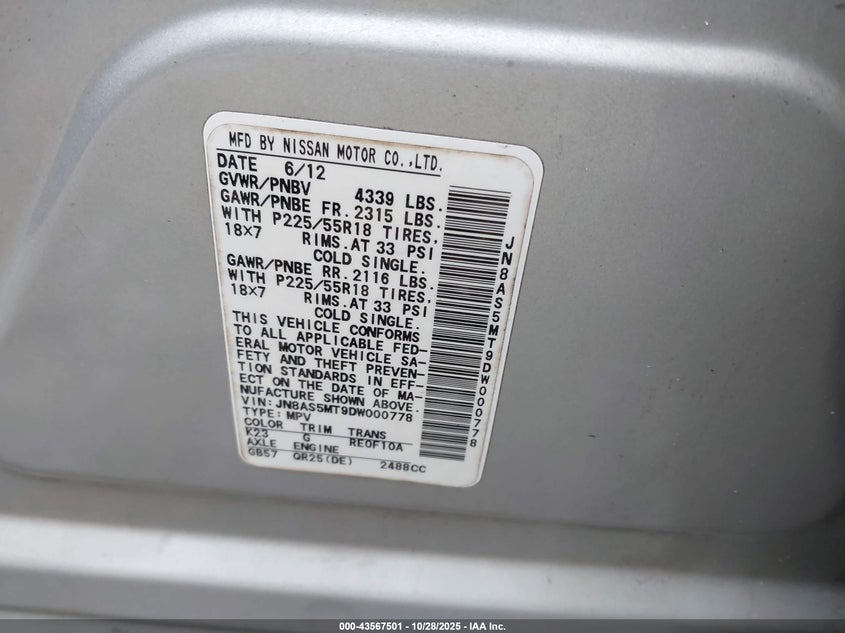 MFD BY NISSAN MOTOR CO.,LTD.
DATE 6/12
GVWR/PNBV 4339 LBS.
GAWR/PNBE FR. 2315 LBS.
WITH P225/55R18 TIRES,
18X7 RIMS.AT 33 PSI
COLD SINGLE.
GAWR/PNBE RR. 2116 LBS.
WITH P225/55R18 TIRES,
18X7 RIMS.AT 33 PSI
COLD SINGLE.
THIS VEHICLE CONFORMS
TO ALL APPLICABLE FED-
ERAL MOTOR VEHICLE SA-
FETY AND THEFT PREVEN-
TION STANDARDS IN EFF-
ECT ON THE DATE OF MA-
NUFACTURE SHOWN ABOVE.
VIN: JN8AS5MT9DW000778
TYPE: MPV
COLOR TRIM TRANS
K23 G RE0F10A
AXLE ENGINE
GB57 QR25(DE) 2488CC
JN8AS5MT9DW000778
000-43567501 - 10/28/2025 - IAA Inc.